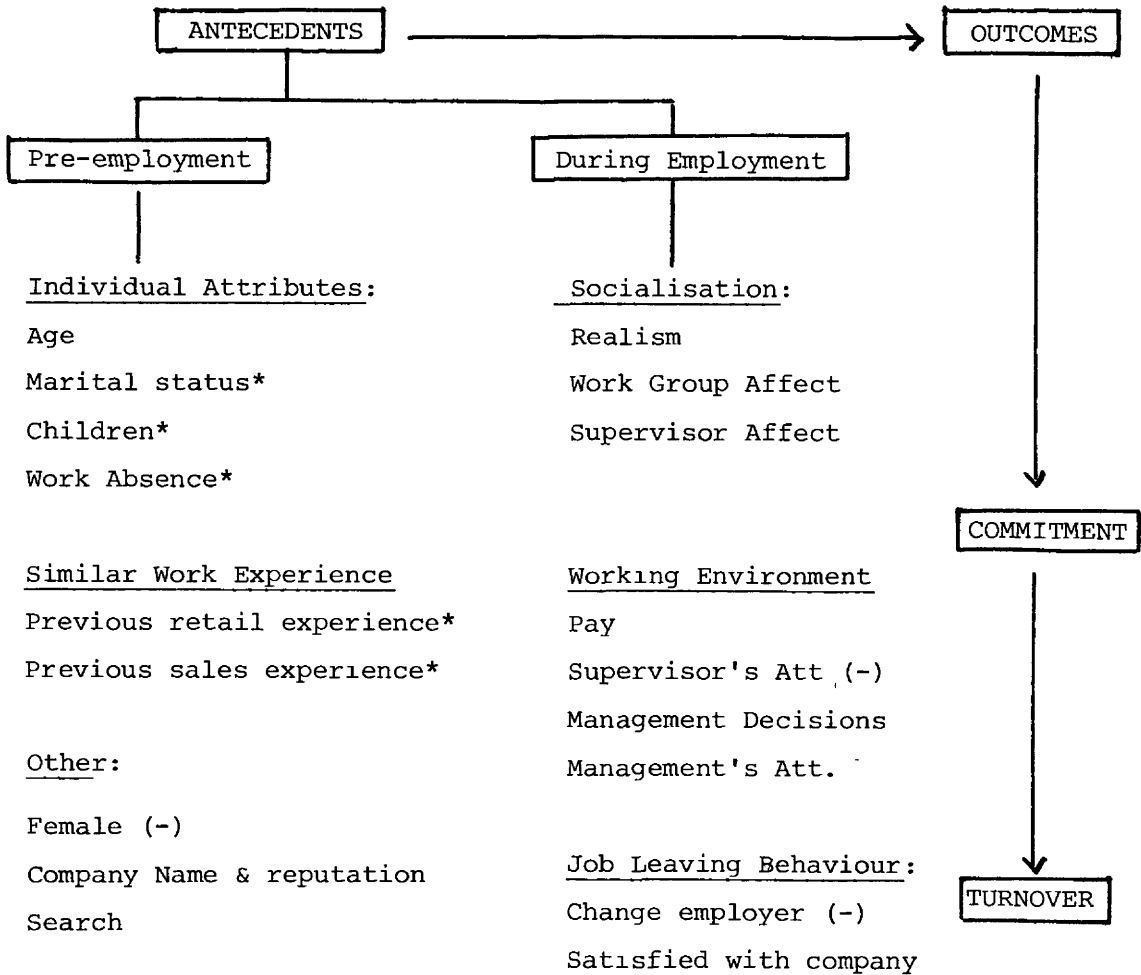 ANTECEDENTS
OUTCOMES
Pre-employment
During Employment
Individual Attributes:
Age
Marital status*
Children*
Work Absence*
Socialisation:
Realism
Work Group Affect
Supervisor Affect
COMMITMENT
Similar Work Experience
Previous retail experience*
Previous sales experience*
Working Environment
Pay
Supervisor's Att (-)
Management Decisions
Management's Att.
Other:
Female (-)
Company Name & reputation
Search
Job Leaving Behaviour:
Change employer (-)
Satisfied with company
TURNOVER